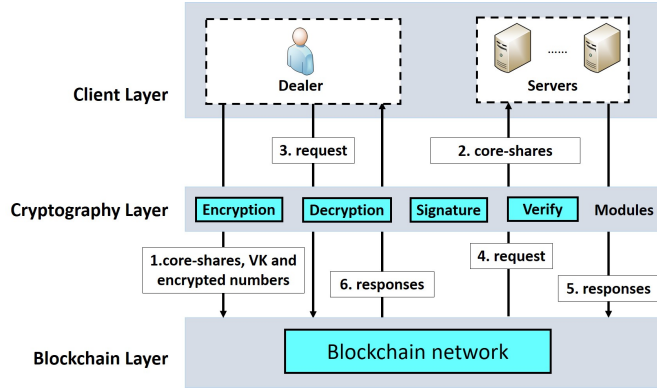 Client Layer
Dealer
......
Servers
3. request
2. core-shares
Cryptography Layer
Encryption
Decryption
Signature
Verify
Modules
1.core-shares, VK and
encrypted numbers
6. responses
4. request
5. responses
Blockchain Layer
Blockchain network